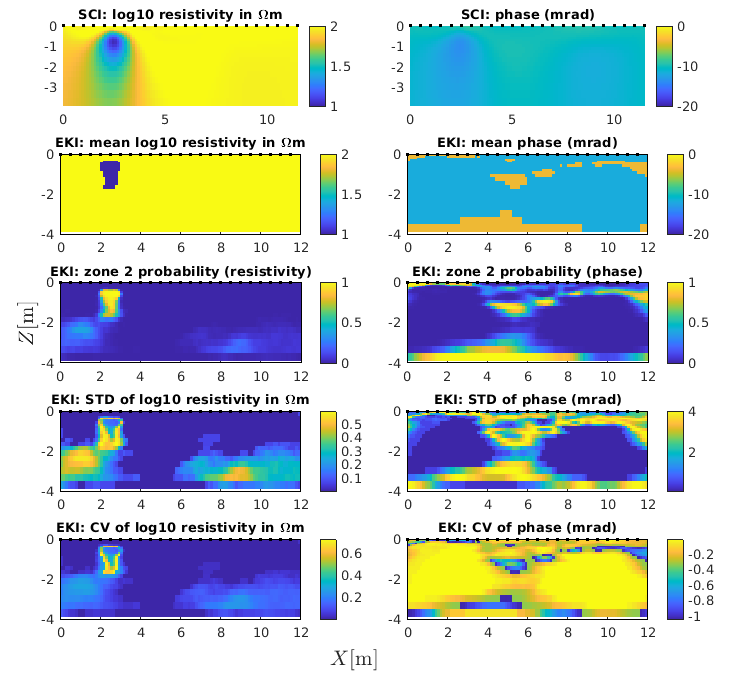 SCI: log10 resistivity in Ωm
SCI: phase (mrad)
0
-1
-2
-3
0 5 10
2
1.5
1
0
-1
-2
-3
0 5 10
0
-10
-20
EKI: mean log10 resistivity in Ωm
EKI: mean phase (mrad)
0
-2
-4
0 2 4 6 8 10 12
2
1.5
1
0
-2
-4
0 2 4 6 8 10 12
0
-10
-20
EKI: zone 2 probability (resistivity)
EKI: zone 2 probability (phase)
Z[m]
0
-2
-4
0 2 4 6 8 10 12
1
0.5
0
0
-2
-4
0 2 4 6 8 10 12
1
0.5
0
EKI: STD of log10 resistivity in Ωm
EKI: STD of phase (mrad)
0
-2
-4
0 2 4 6 8 10 12
0.5
0.4
0.3
0.2
0.1
0
-2
-4
0 2 4 6 8 10 12
4
2
EKI: CV of log10 resistivity in Ωm
EKI: CV of phase (mrad)
0
-2
-4
0 2 4 6 8 10 12
0.6
0.4
0.2
0
-2
-4
0 2 4 6 8 10 12
-0.2
-0.4
-0.6
-0.8
-1
X[m]